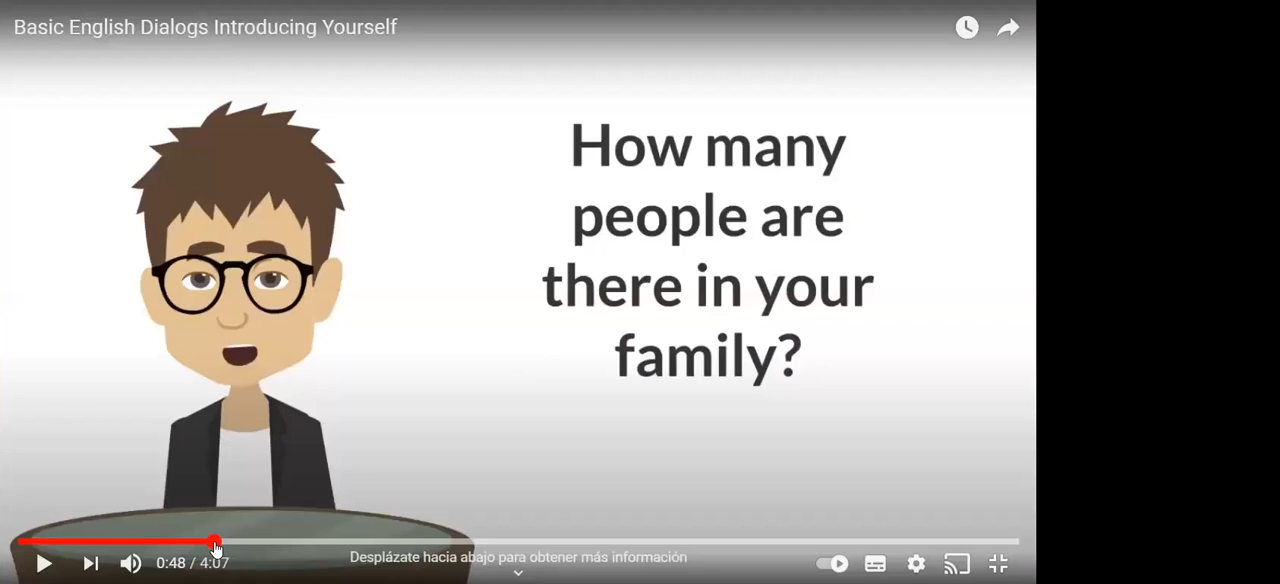 Basic English Dialogs Introducing Yourself
How many
people are
there in your
family?
Desplázate hacia abajo para obtener más información
0:48 / 4:07